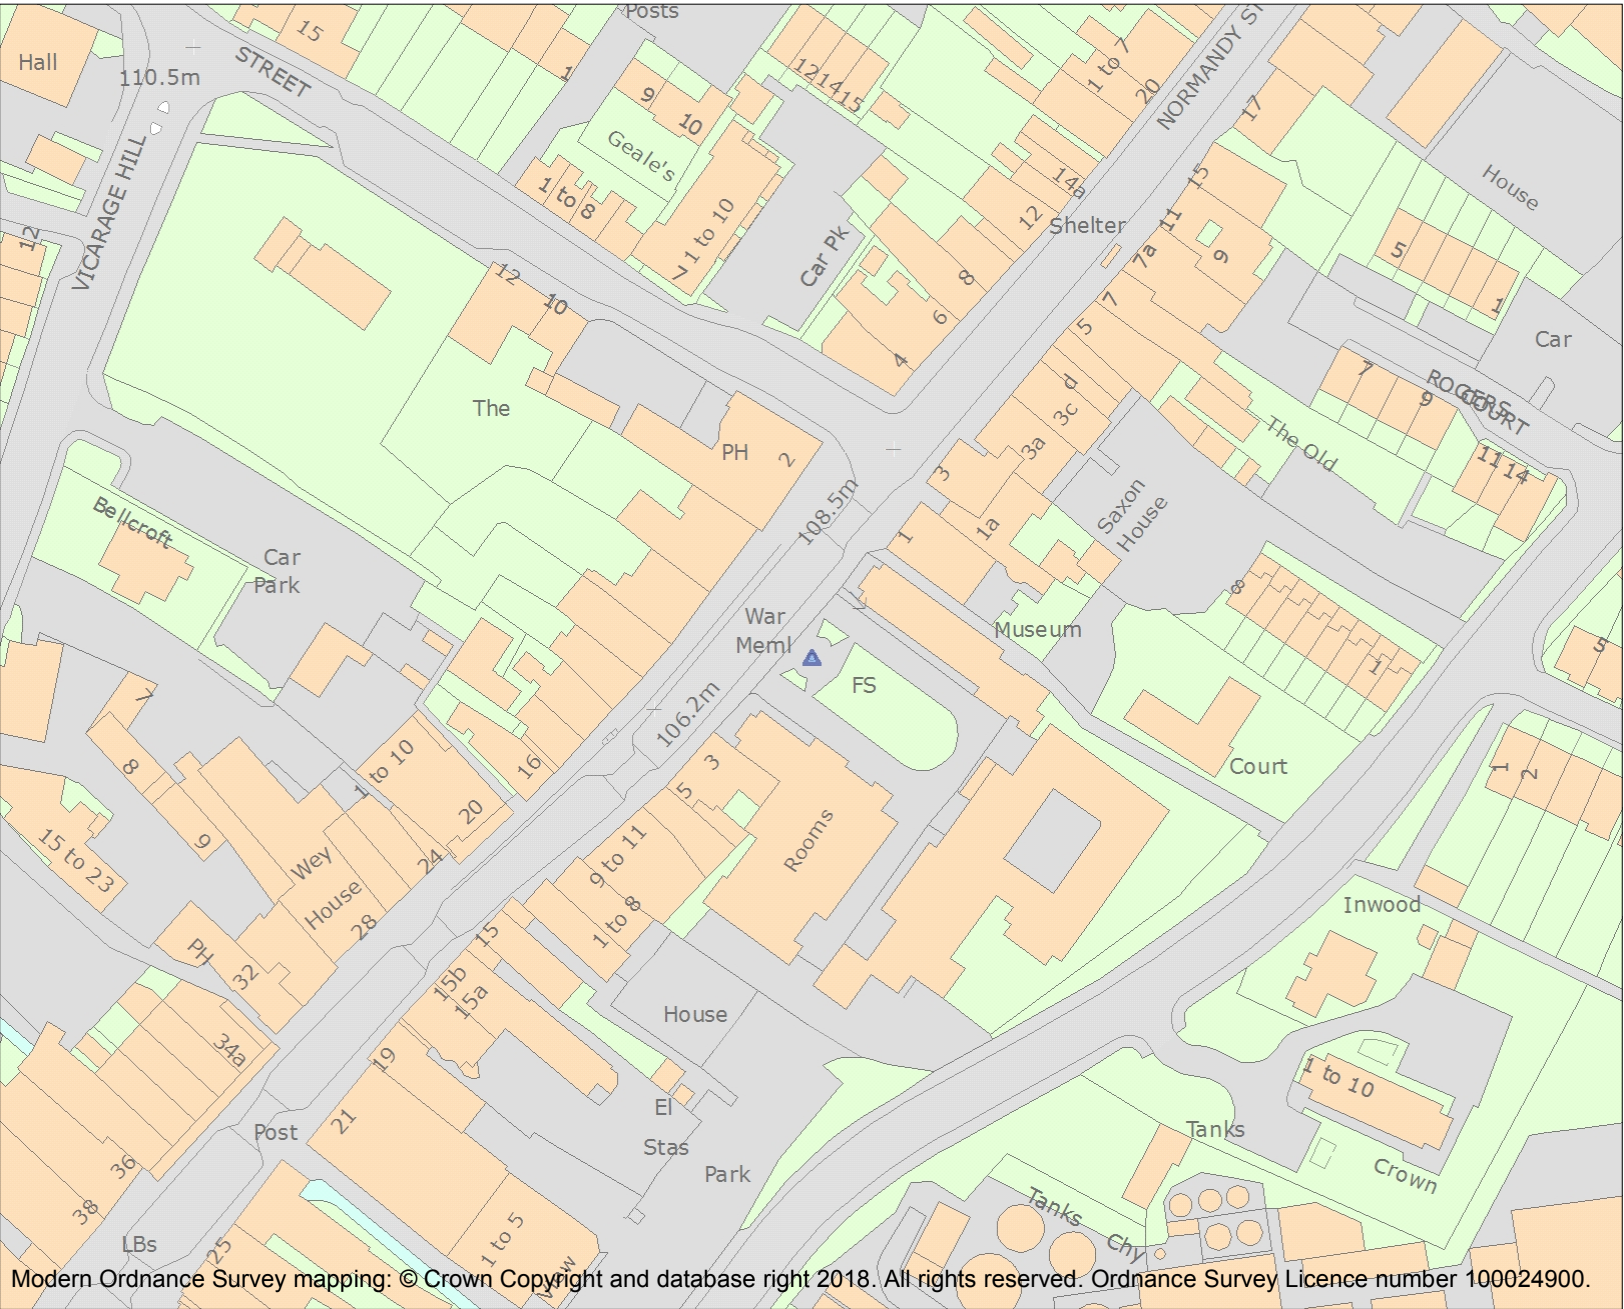 Posts
Hall
15
STREET
110.5m
1
9
10
Geale's
12 14 15
1 to 7
20
NORMANDY ST
17
House
VICARAGE HILL
1 to 8
1 to 10
7
Car Pk
14a
12
Shelter
15
11
7a
9
5
1
12
12
10
8
6
4
7
5
Car
The
PH
2
d
3c
3a
3
7
9
ROGERS COURT
The Old
11 14
108.5m
1a
1
Saxon
House
Bellcroft
Car
Park
War
Meml
Museum
8
1
5
FS
106.2m
7
8
9
1 to 10
16
20
3
5
Rooms
Court
1
2
15 to 23
Wey
House
24
28
9 to 11
1 to 8
Inwood
PH
32
15
15b
15a
House
34a
19
21
1 to 10
El
Stas
Park
Post
Tanks
Crown
36
38
Tanks
Chy
LBs
25
1 to 5
View
Modern Ordnance Survey mapping: © Crown Copyright and database right 2018. All rights reserved. Ordnance Survey Licence number 100024900.